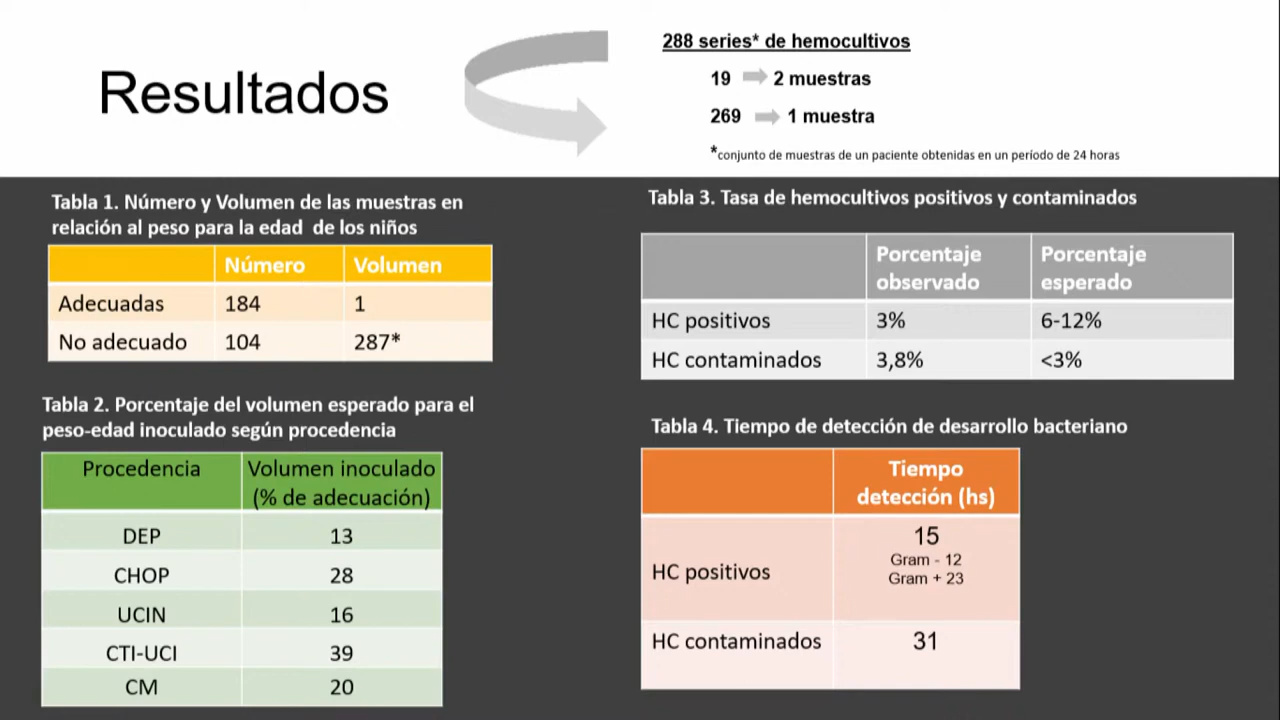 Resultados
288 series* de hemocultivos
19 2 muestras
269 1 muestra
*conjunto de muestras de un paciente obtenidas en un período de 24 horas
Tabla 1. Número y Volumen de las muestras en
relación al peso para la edad de los niños
Número Volumen
Adecuadas 184 1
No adecuado 104 287*
Tabla 2. Porcentaje del volumen esperado para el
peso-edad inoculado según procedencia
Procedencia Volumen inoculado
(% de adecuación)
DEP 13
CHOP 28
UCIN 16
CTI-UCI 39
CM 20
Tabla 3. Tasa de hemocultivos positivos y contaminados
Porcentaje Porcentaje
observado esperado
HC positivos 3% 6-12%
HC contaminados 3,8% <3%
Tabla 4. Tiempo de detección de desarrollo bacteriano
Tiempo
detección (hs)
15
Gram - 12
HC positivos
Gram + 23
HC contaminados 31